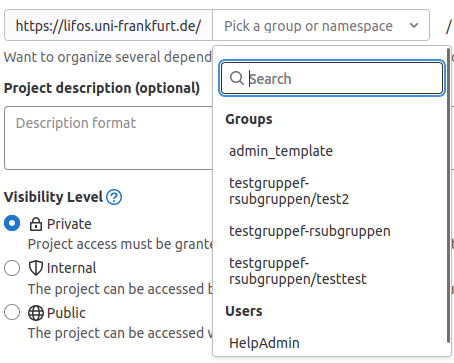 https://lifos.uni-frankfurt.de/ Pick a group or namespace /
Want to organize several depend
Search
Project description (optional)
Description format
Groups
admin_template
testgruppef-
rsubgruppen/test2
testgruppef-rsubgruppen
testgruppef-
rsubgruppen/testtest
Users
HelpAdmin
Visibility Level
Private
Project access must be grante
Internal
The project can be accessed b
Public
The project can be accessed